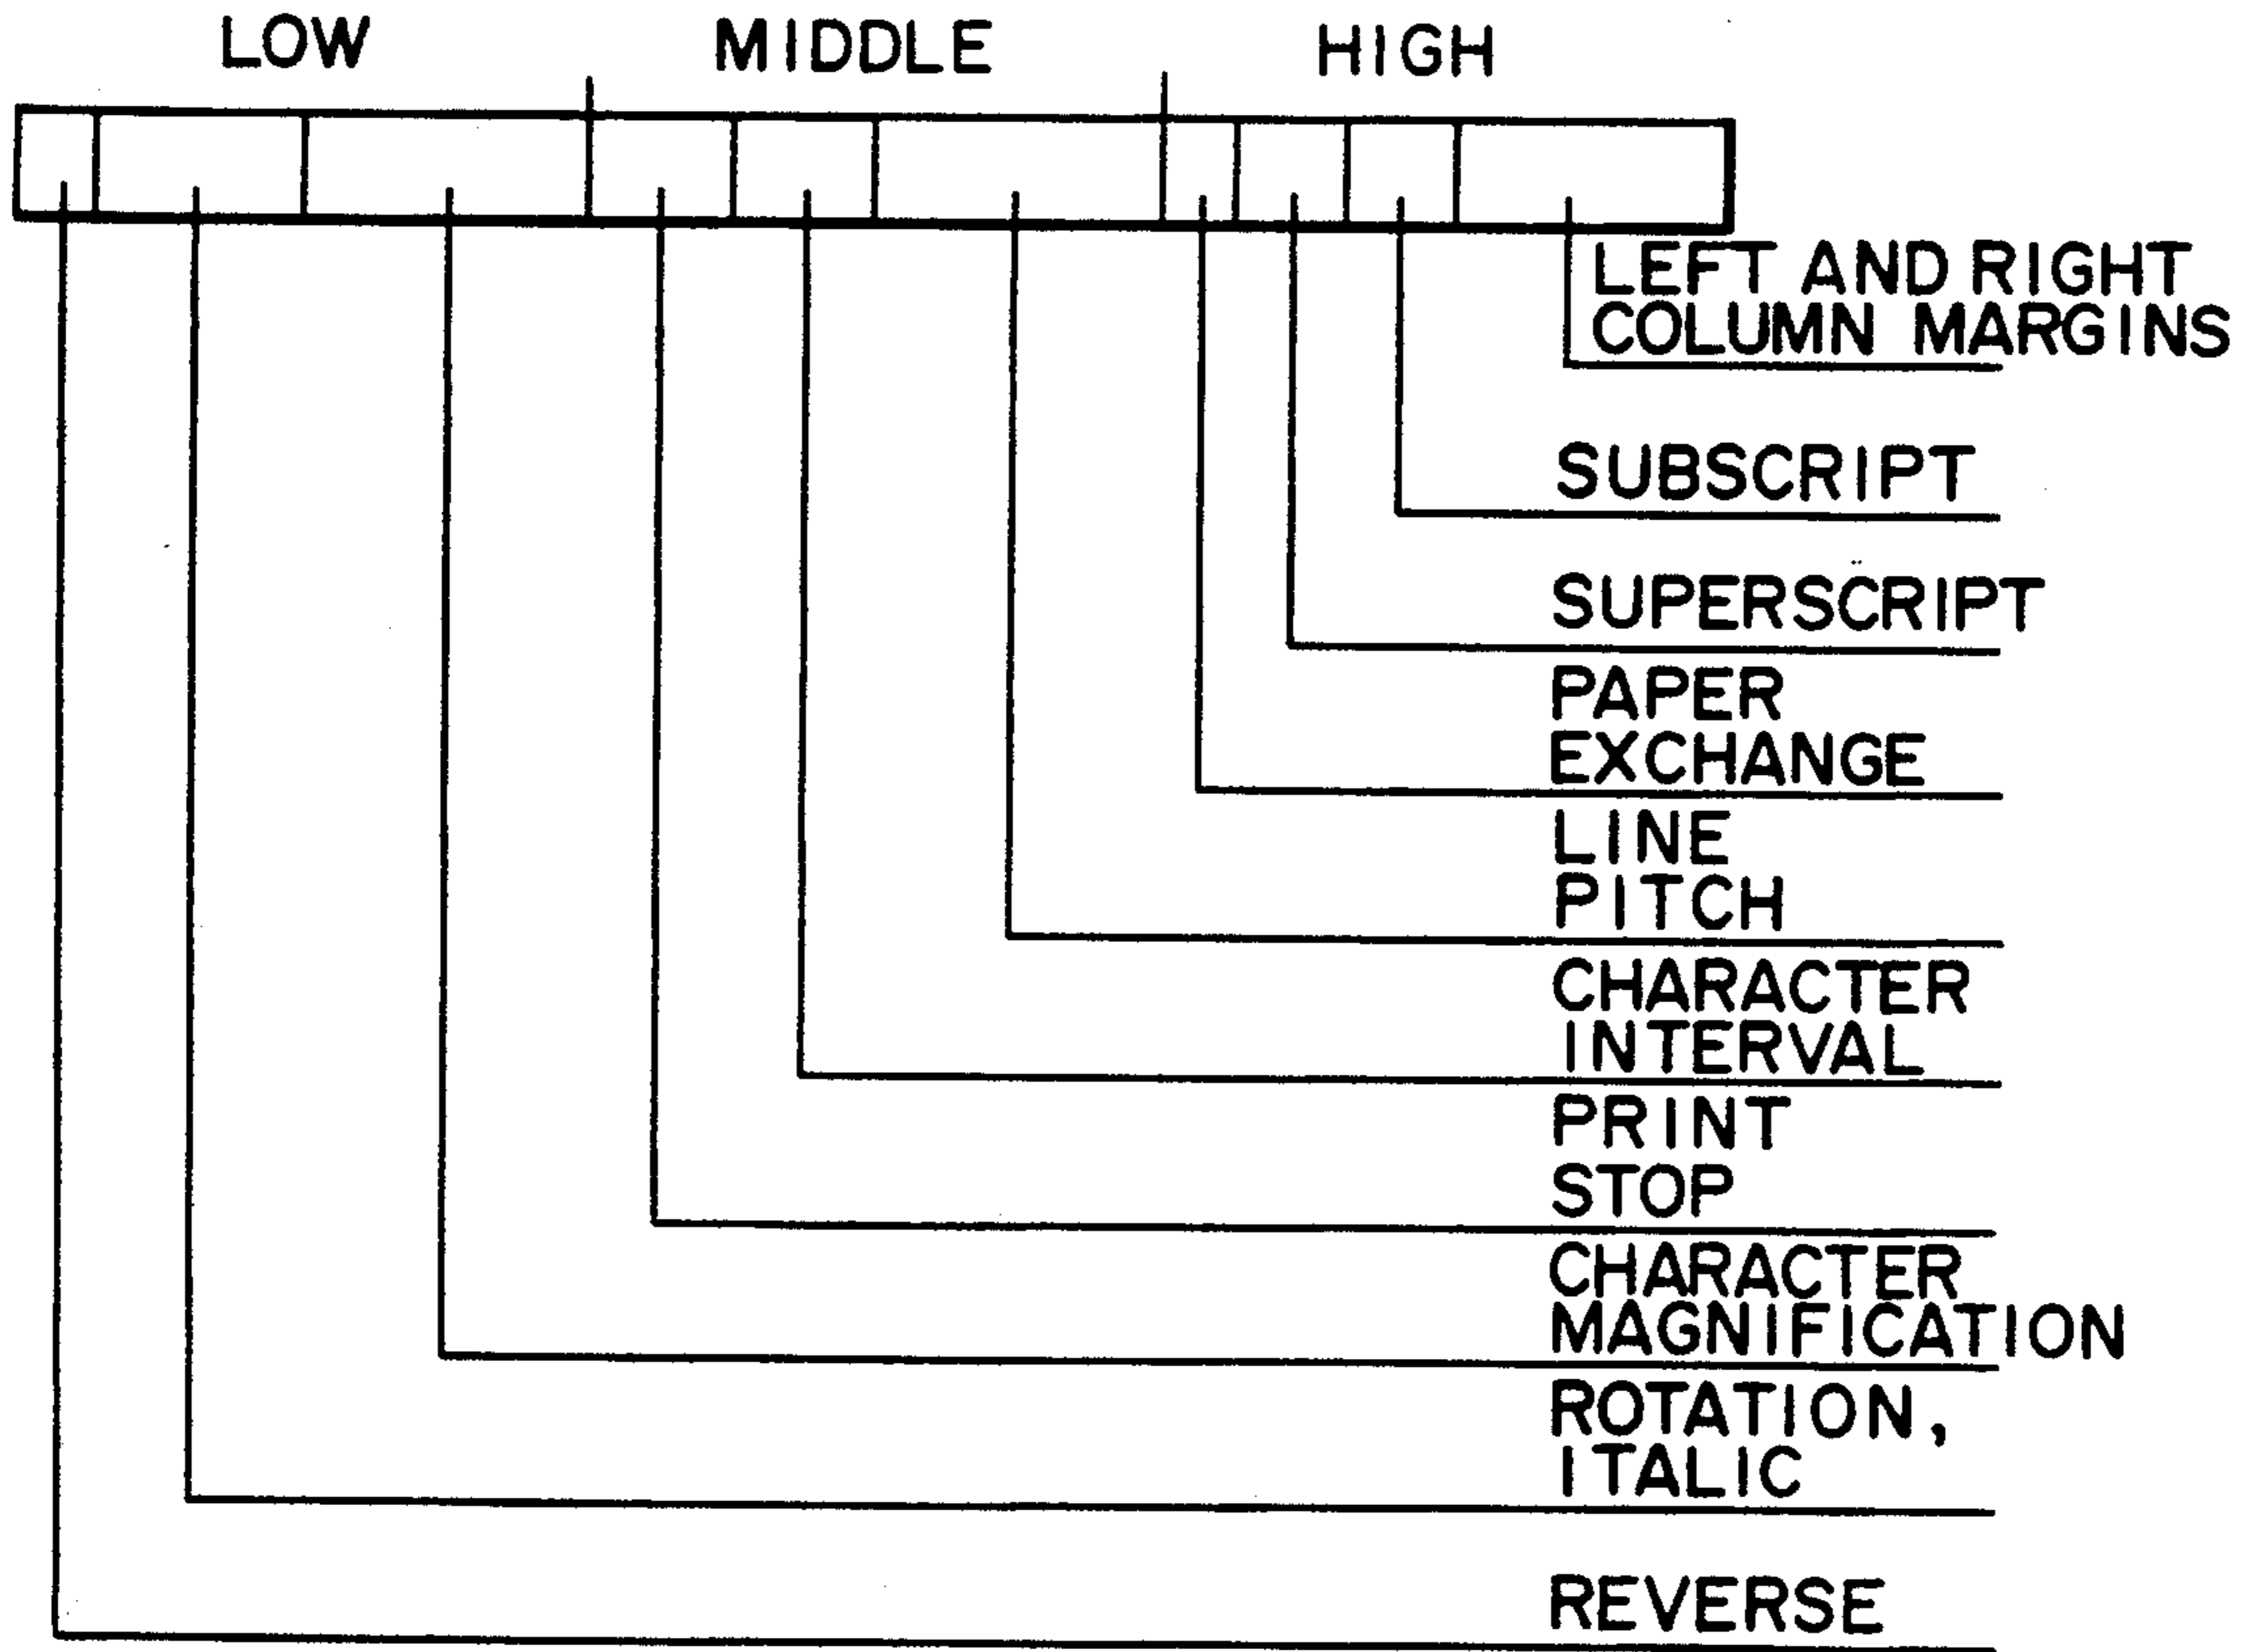 LOW MIDDLE HIGH
LEFT AND RIGHT
COLUMN MARGINS
SUBSCRIPT
SUPERSCRIPT
PAPER
EXCHANGE
LINE
PITCH
CHARACTER
INTERVAL
PRINT
STOP
CHARACTER
MAGNIFICATION
ROTATION,
ITALIC
REVERSE